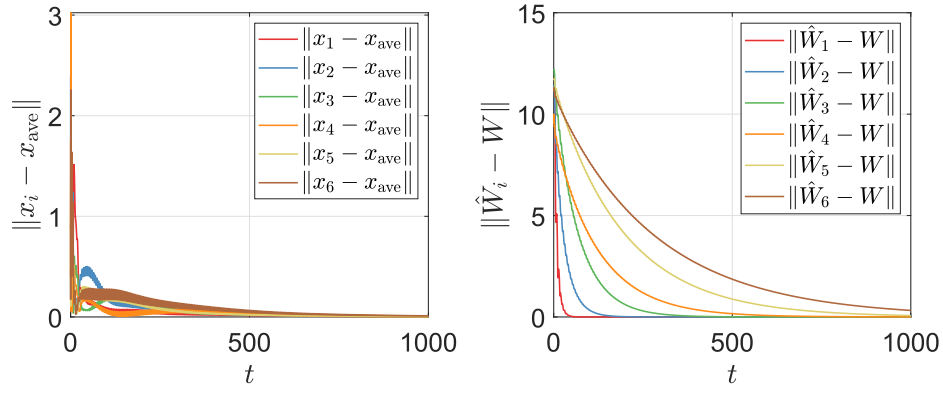 ‖x_i − x_ave‖
3
2
1
0
0
500
1000
t
‖x_1 − x_ave‖
‖x_2 − x_ave‖
‖x_3 − x_ave‖
‖x_4 − x_ave‖
‖x_5 − x_ave‖
‖x_6 − x_ave‖
‖Ŵ_i − W‖
15
10
5
0
0
500
1000
t
‖Ŵ_1 − W‖
‖Ŵ_2 − W‖
‖Ŵ_3 − W‖
‖Ŵ_4 − W‖
‖Ŵ_5 − W‖
‖Ŵ_6 − W‖